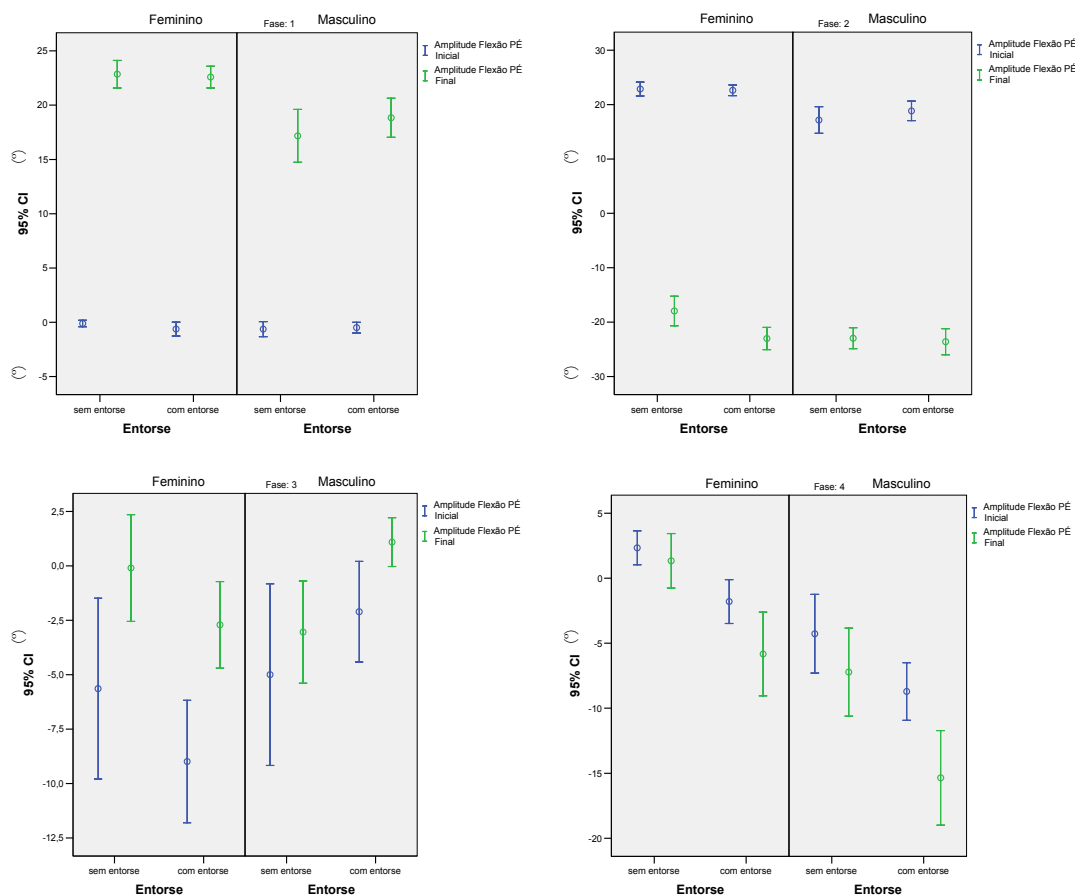 Feminino
Fase: 1
Masculino
25
20
15
10
5
0
-5
(º)
95% CI
(º)
sem entorse
com entorse
sem entorse
com entorse
Entorse
Entorse
Amplitude Flexão PÉ
Inicial
Amplitude Flexão PÉ
Final
Feminino
Fase: 2
Masculino
30
20
10
0
-10
-20
-30
(º)
95% CI
(º)
sem entorse
com entorse
sem entorse
com entorse
Entorse
Entorse
Amplitude Flexão PÉ
Inicial
Amplitude Flexão PÉ
Final
Feminino
Fase: 3
Masculino
2,5
0,0
-2,5
-5,0
-7,5
-10,0
-12,5
(º)
95% CI
sem entorse
com entorse
sem entorse
com entorse
Entorse
Entorse
Amplitude Flexão PÉ
Inicial
Amplitude Flexão PÉ
Final
Feminino
Fase: 4
Masculino
5
0
-5
-10
-15
-20
(º)
95% CI
sem entorse
com entorse
sem entorse
com entorse
Entorse
Entorse
Amplitude Flexão PÉ
Inicial
Amplitude Flexão PÉ
Final